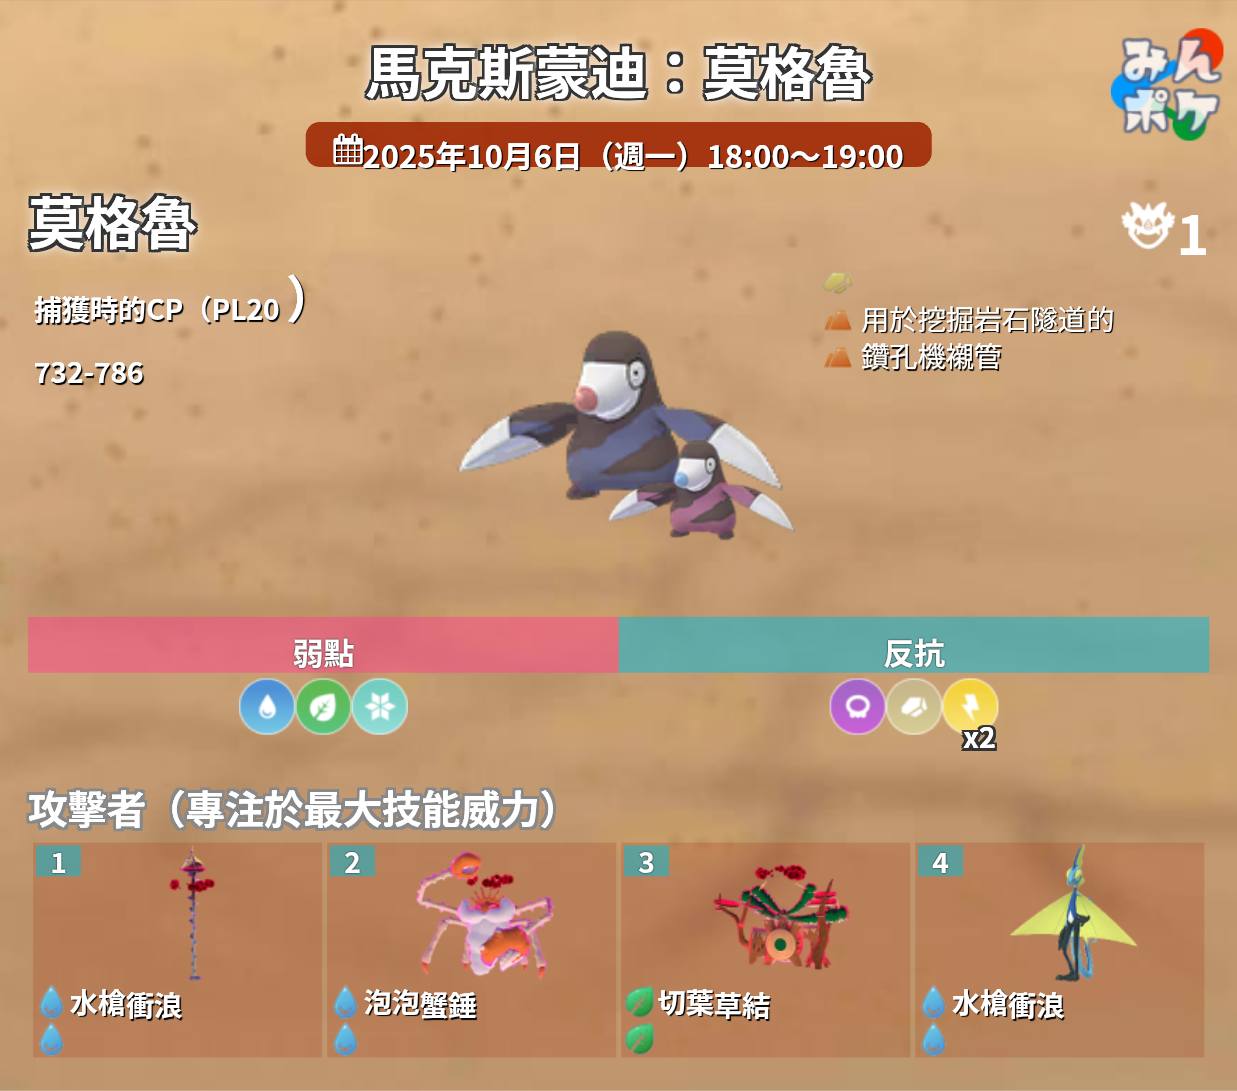 馬克斯蒙迪：莫格魯
みん
ポケ
2025年10月6日（週一）18:00～19:00
莫格魯
1
捕獲時的CP（PL20）
732-786
用於挖掘岩石隧道的
鑽孔機襯管
弱點
反抗
x2
攻擊者（專注於最大技能威力）
1
2
3
4
水槍衝浪
泡泡蟹錘
切葉草結
水槍衝浪